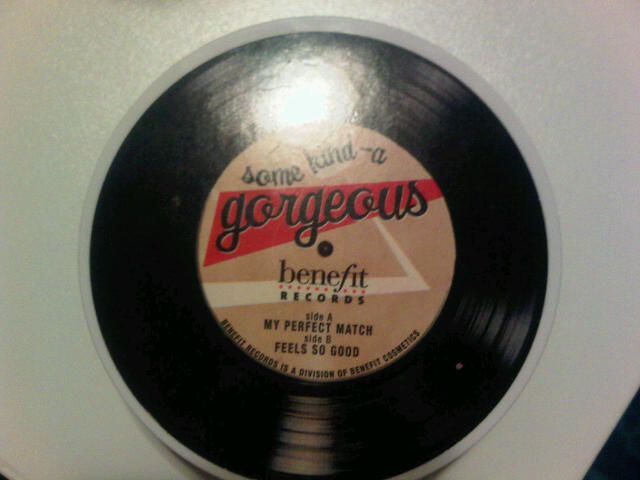 some kind-a
gorgeous
benefit
RECORDS
side A
MY PERFECT MATCH
side B
FEELS SO GOOD
BENEFIT RECORDS IS A DIVISION OF BENEFIT COSMETICS